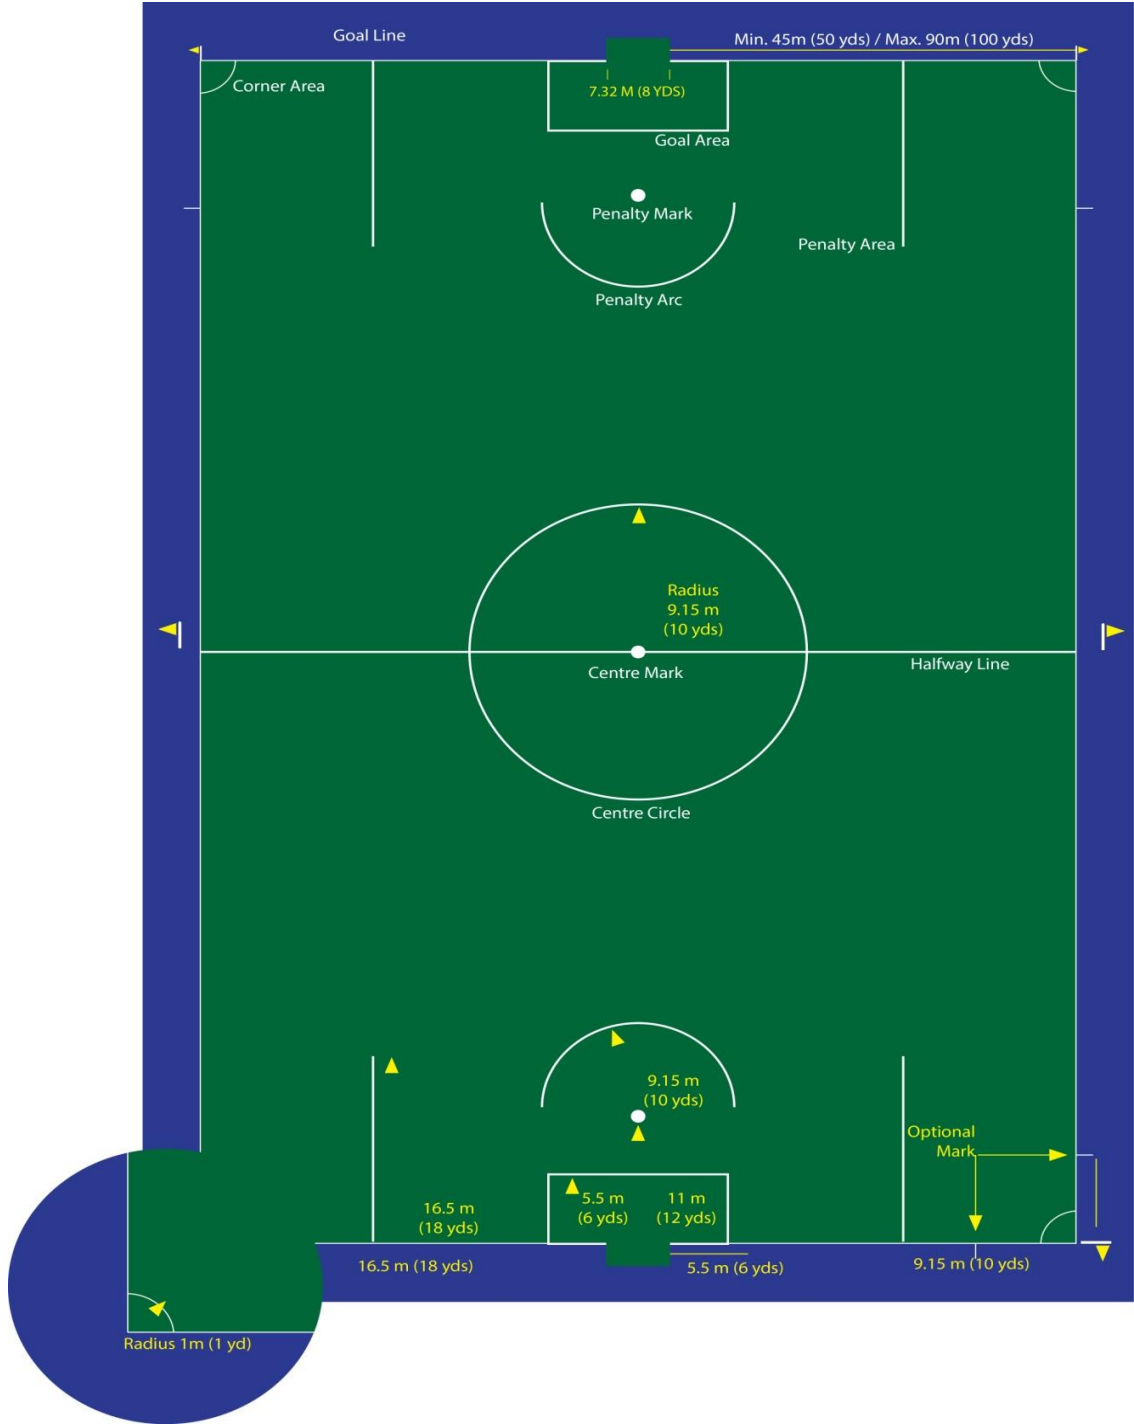 Goal Line
Min. 45m (50 yds) / Max. 90m (100 yds)
Corner Area
7.32 M (8 YDS)
Goal Area
Penalty Mark
Penalty Area
Penalty Arc
Radius
9.15 m
(10 yds)
Centre Mark
Halfway Line
Centre Circle
9.15 m
(10 yds)
Optional
Mark
16.5 m
(18 yds)
5.5 m
(6 yds)
11 m
(12 yds)
16.5 m (18 yds)
5.5 m (6 yds)
9.15 m (10 yds)
Radius 1m (1 yd)